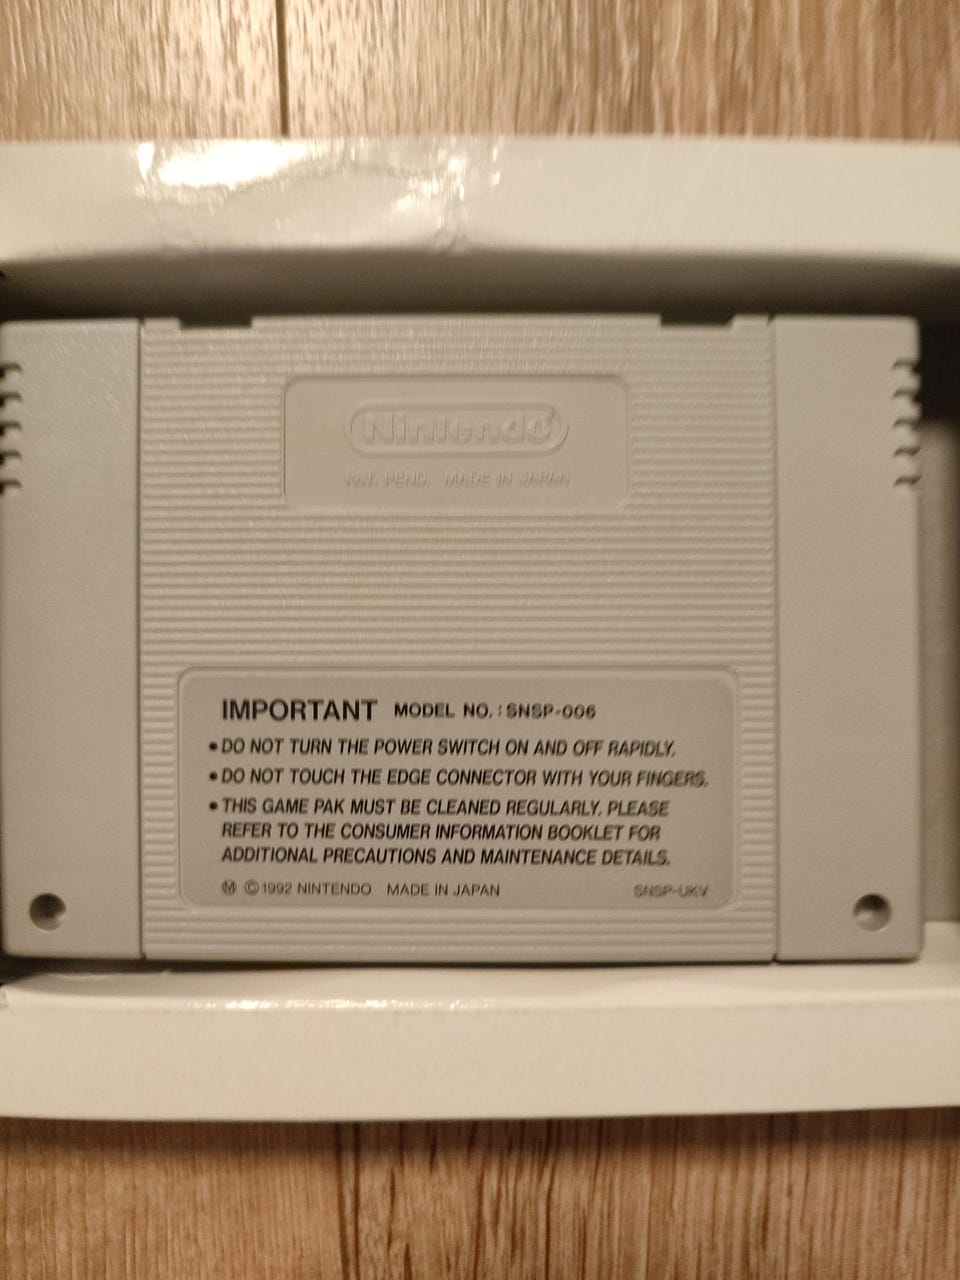 Nintendo®
PAT. PEND. MADE IN JAPAN
IMPORTANT MODEL NO.: SNSP-006
• DO NOT TURN THE POWER SWITCH ON AND OFF RAPIDLY.
• DO NOT TOUCH THE EDGE CONNECTOR WITH YOUR FINGERS.
• THIS GAME PAK MUST BE CLEANED REGULARLY. PLEASE
REFER TO THE CONSUMER INFORMATION BOOKLET FOR
ADDITIONAL PRECAUTIONS AND MAINTENANCE DETAILS.
Ⓜ ©1992 NINTENDO MADE IN JAPAN SNSP-UKV